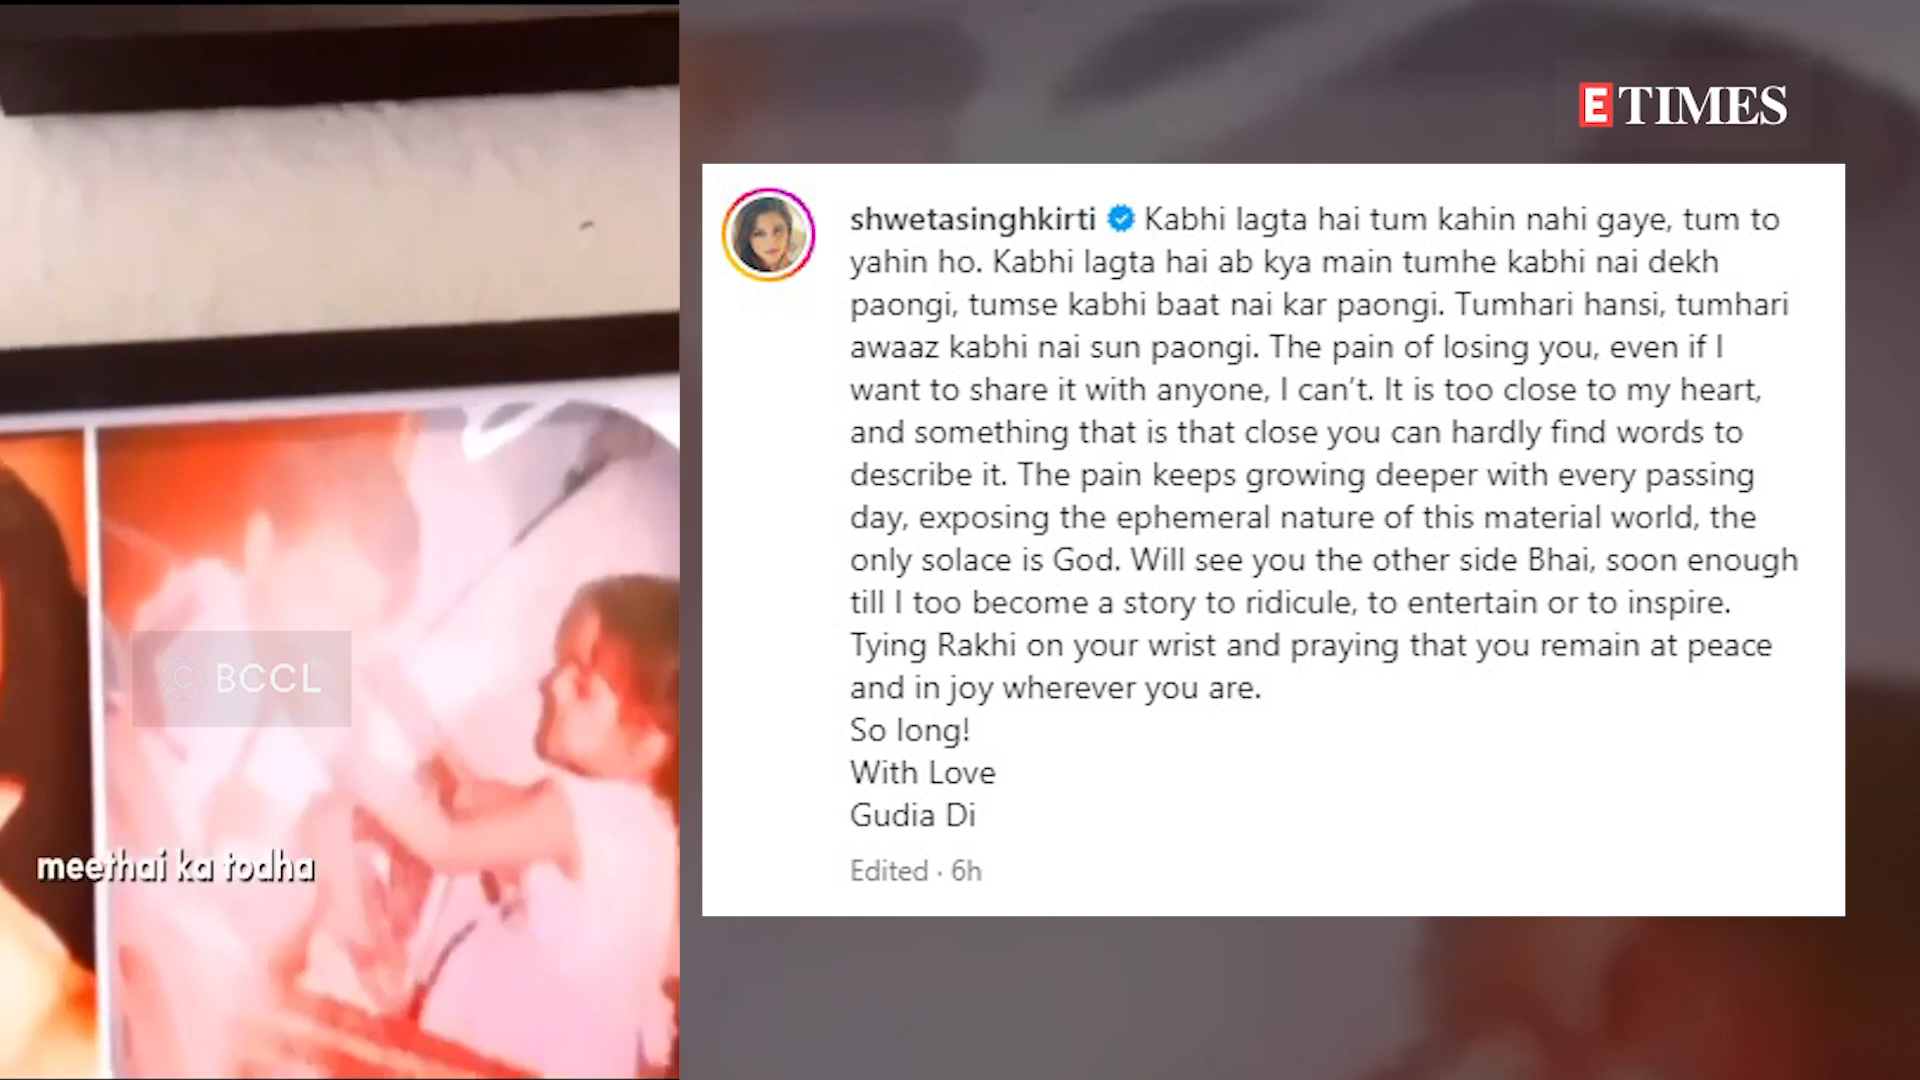 E TIMES
shwetasinghkirti Kabhi lagta hai tum kahin nahi gaye, tum to
yahin ho. Kabhi lagta hai ab kya main tumhe kabhi nai dekh
paongi, tumse kabhi baat nai kar paongi. Tumhari hansi, tumhari
awaaz kabhi nai sun paongi. The pain of losing you, even if I
want to share it with anyone, I can’t. It is too close to my heart,
and something that is that close you can hardly find words to
describe it. The pain keeps growing deeper with every passing
day, exposing the ephemeral nature of this material world, the
only solace is God. Will see you the other side Bhai, soon enough
till I too become a story to ridicule, to entertain or to inspire.
Tying Rakhi on your wrist and praying that you remain at peace
and in joy wherever you are.
So long!
With Love
Gudia Di
Edited · 6h
© BCCL
meethai ka todha